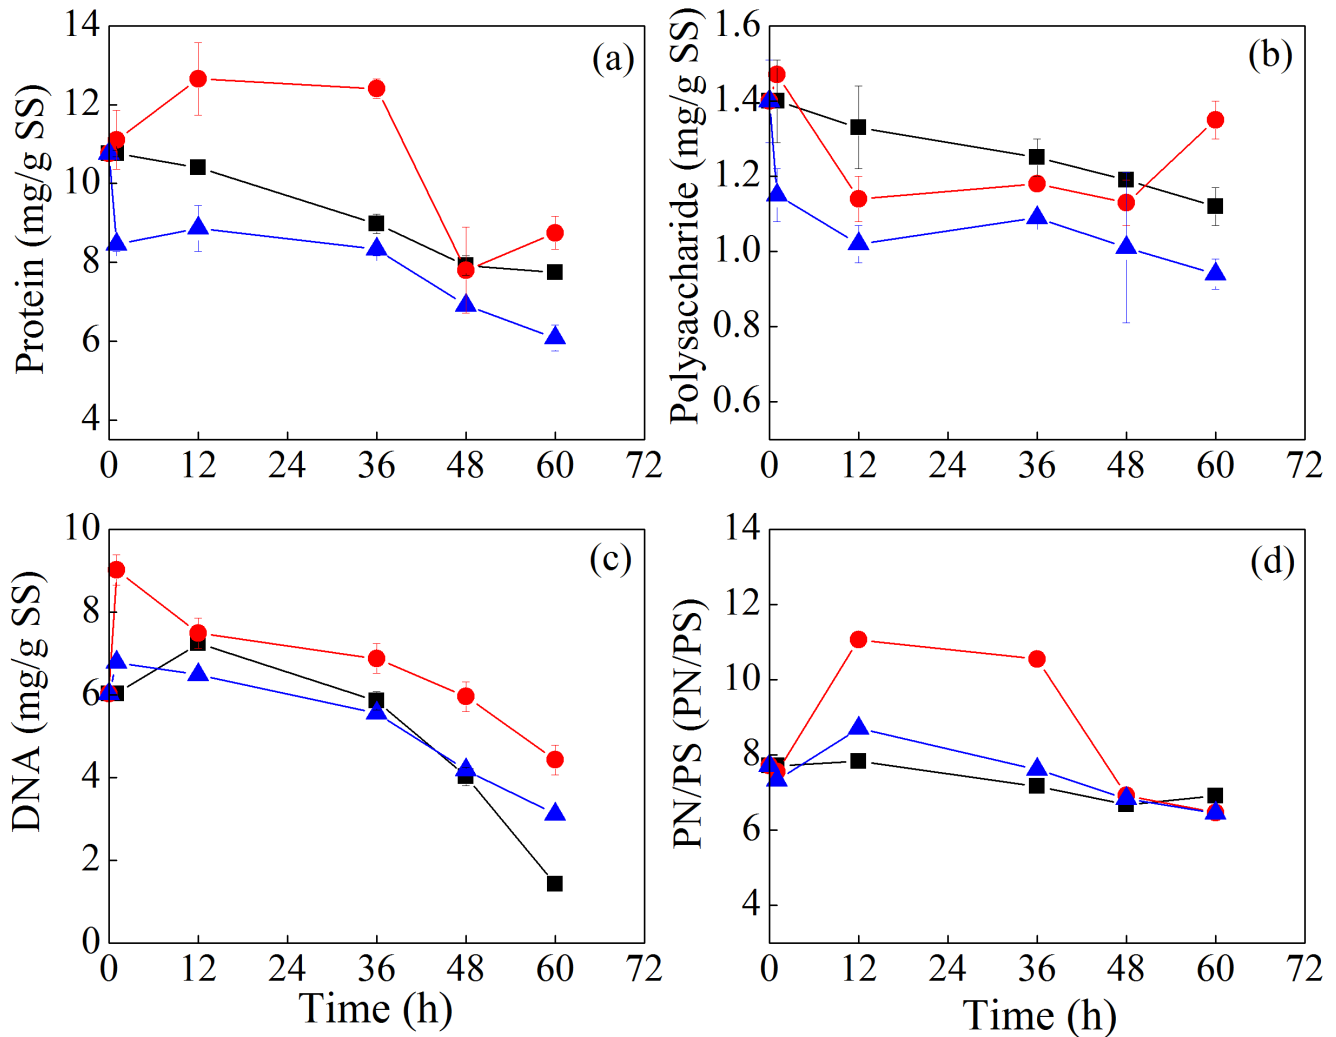 14
12
10
8
6
4
Protein (mg/g SS)
(a)
0 12 24 36 48 60 72
1.6
1.4
1.2
1.0
0.8
0.6
Polysaccharide (mg/g SS)
(b)
0 12 24 36 48 60 72
10
8
6
4
2
0
DNA (mg/g SS)
(c)
0 12 24 36 48 60 72
Time (h)
14
12
10
8
6
4
PN/PS (PN/PS)
(d)
0 12 24 36 48 60 72
Time (h)